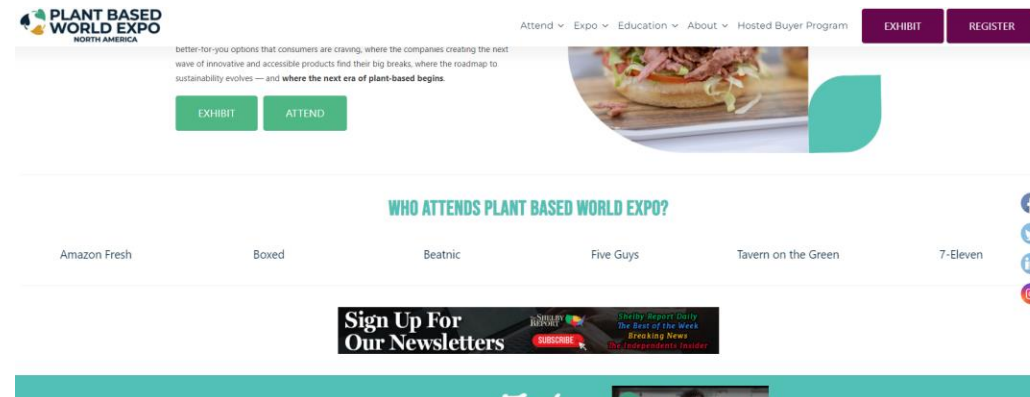 PLANT BASED
WORLD EXPO
NORTH AMERICA
Attend Expo Education About Hosted Buyer Program EXHIBIT REGISTER
better-for-you options that consumers are craving, where the companies creating the next
wave of innovative and accessible products find their big breaks, where the roadmap to
sustainability evolves — and where the next era of plant-based begins.
EXHIBIT ATTEND
WHO ATTENDS PLANT BASED WORLD EXPO?
Amazon Fresh Boxed Beatnic Five Guys Tavern on the Green 7-Eleven
Sign Up For
Our Newsletters
THE SHELBY
REPORT
SUBSCRIBE
Shelby Report Daily
The Best of the Week
Breaking News
The Independents Insider